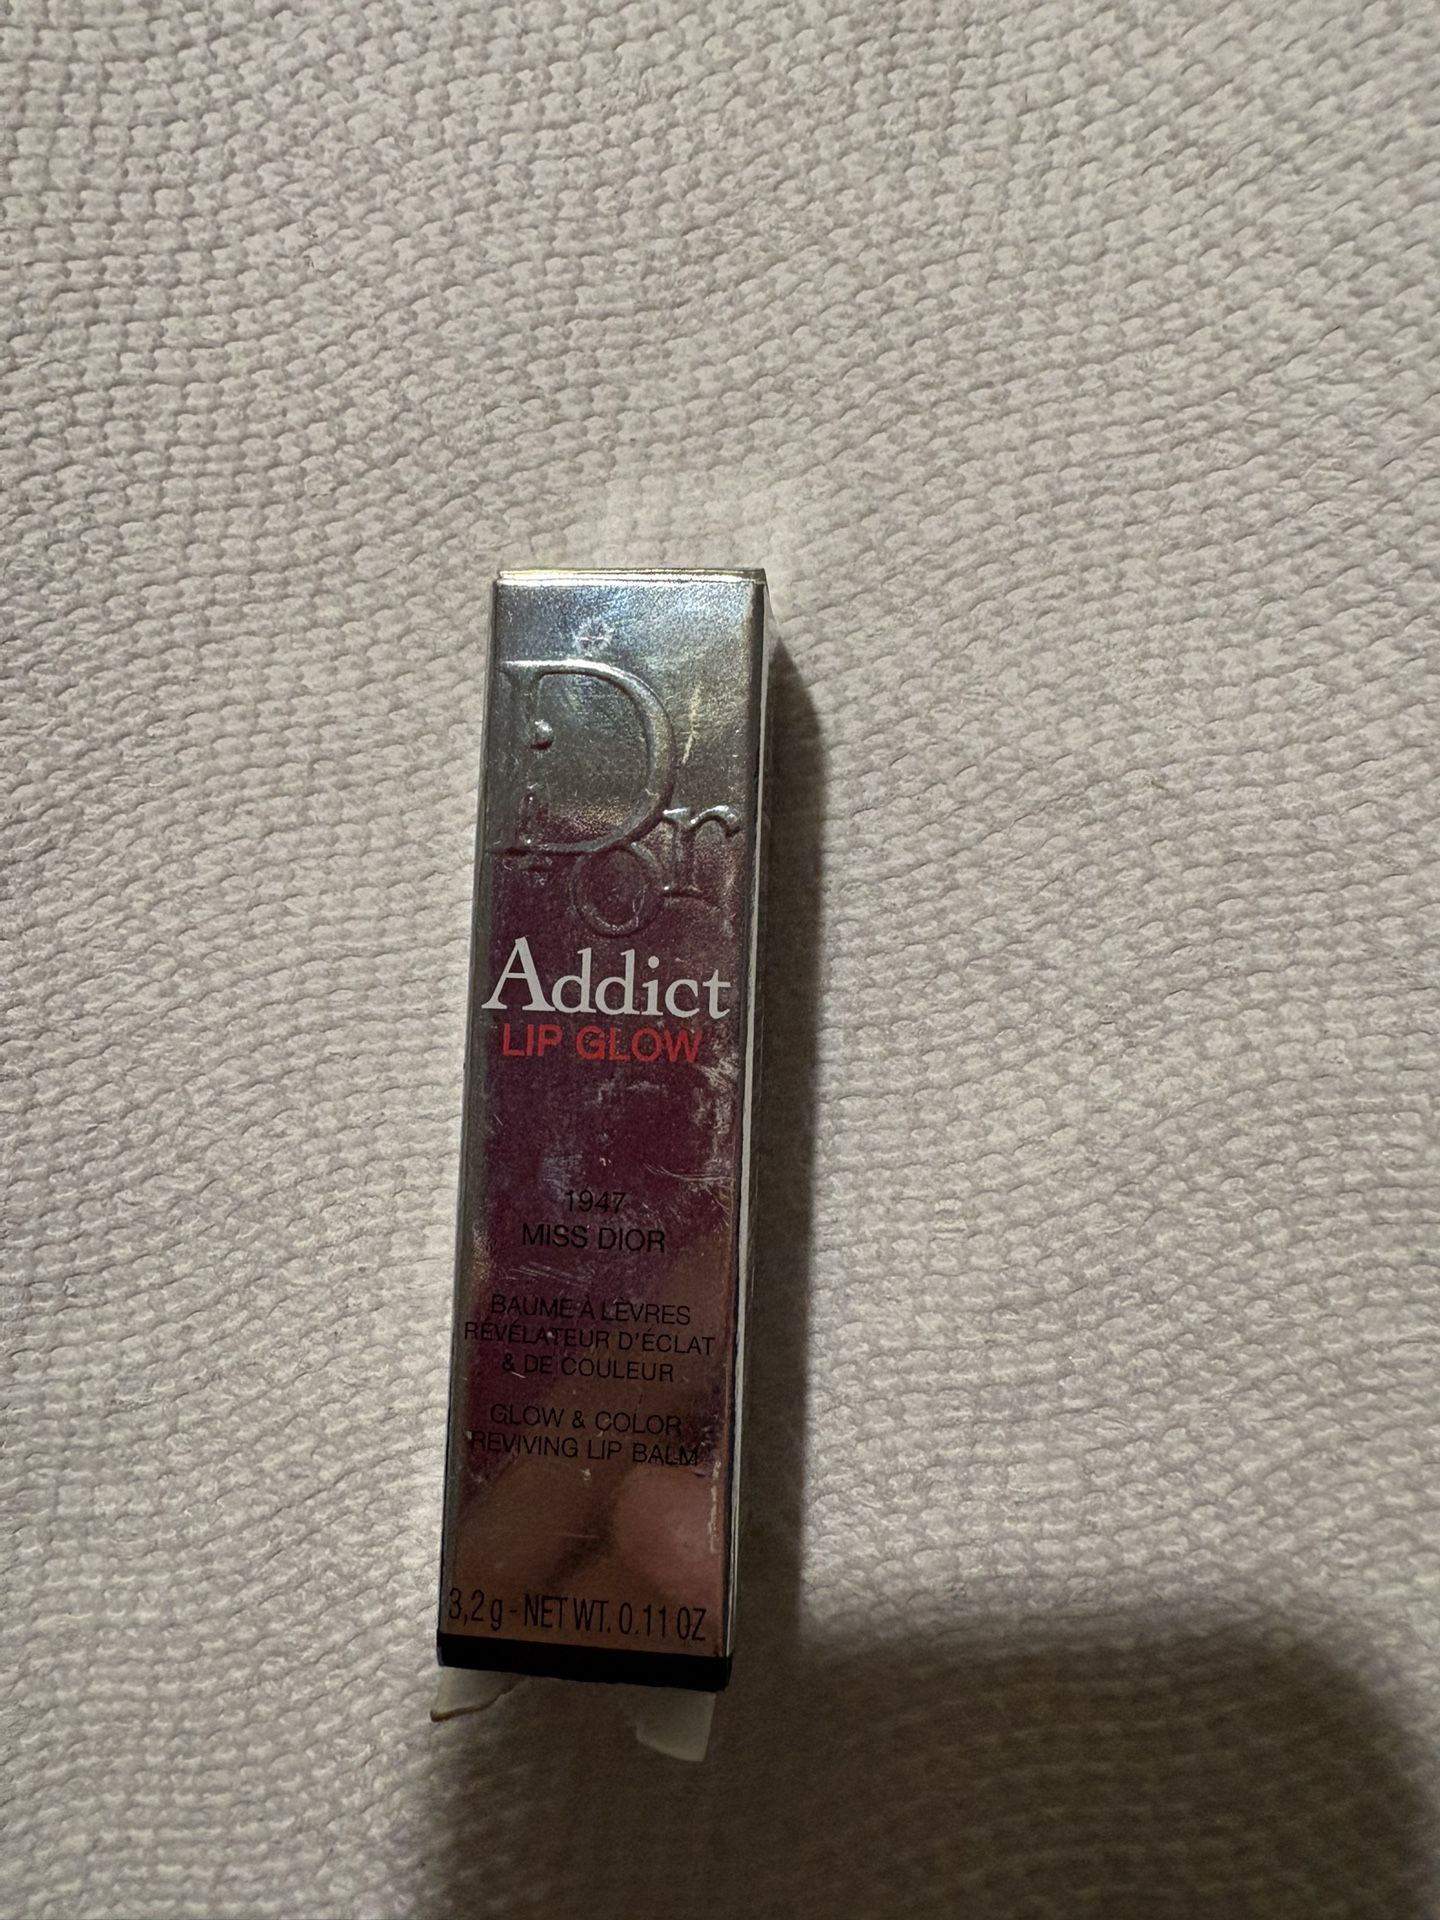 Dior
Addict
LIP GLOW
1947
MISS DIOR
BAUME À LÈVRES
RÉVÉLATEUR D'ÉCLAT
& DE COULEUR
GLOW & COLOR
REVIVING LIP BALM
3,2 g - NET WT. 0.11 OZ